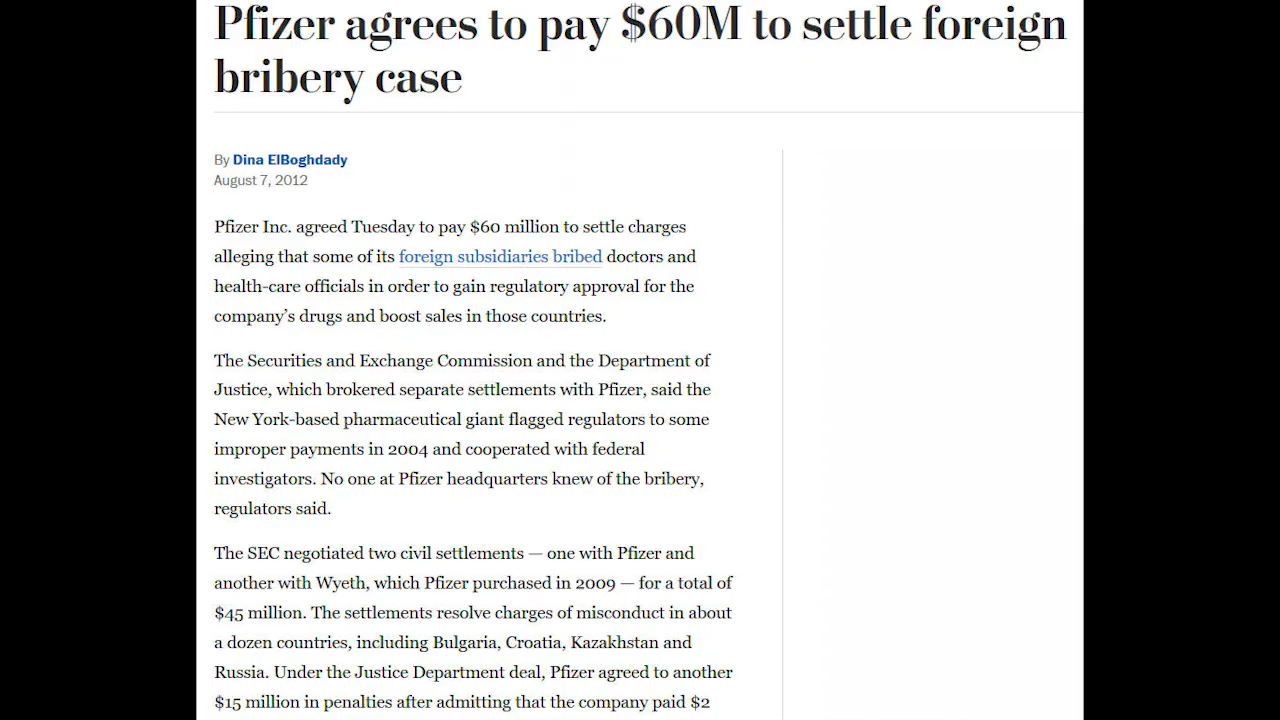 Pfizer agrees to pay $60M to settle foreign
bribery case
By Dina ElBoghdady
August 7, 2012
Pfizer Inc. agreed Tuesday to pay $60 million to settle charges
alleging that some of its foreign subsidiaries bribed doctors and
health-care officials in order to gain regulatory approval for the
company’s drugs and boost sales in those countries.
The Securities and Exchange Commission and the Department of
Justice, which brokered separate settlements with Pfizer, said the
New York-based pharmaceutical giant flagged regulators to some
improper payments in 2004 and cooperated with federal
investigators. No one at Pfizer headquarters knew of the bribery,
regulators said.
The SEC negotiated two civil settlements — one with Pfizer and
another with Wyeth, which Pfizer purchased in 2009 — for a total of
$45 million. The settlements resolve charges of misconduct in about
a dozen countries, including Bulgaria, Croatia, Kazakhstan and
Russia. Under the Justice Department deal, Pfizer agreed to another
$15 million in penalties after admitting that the company paid $2